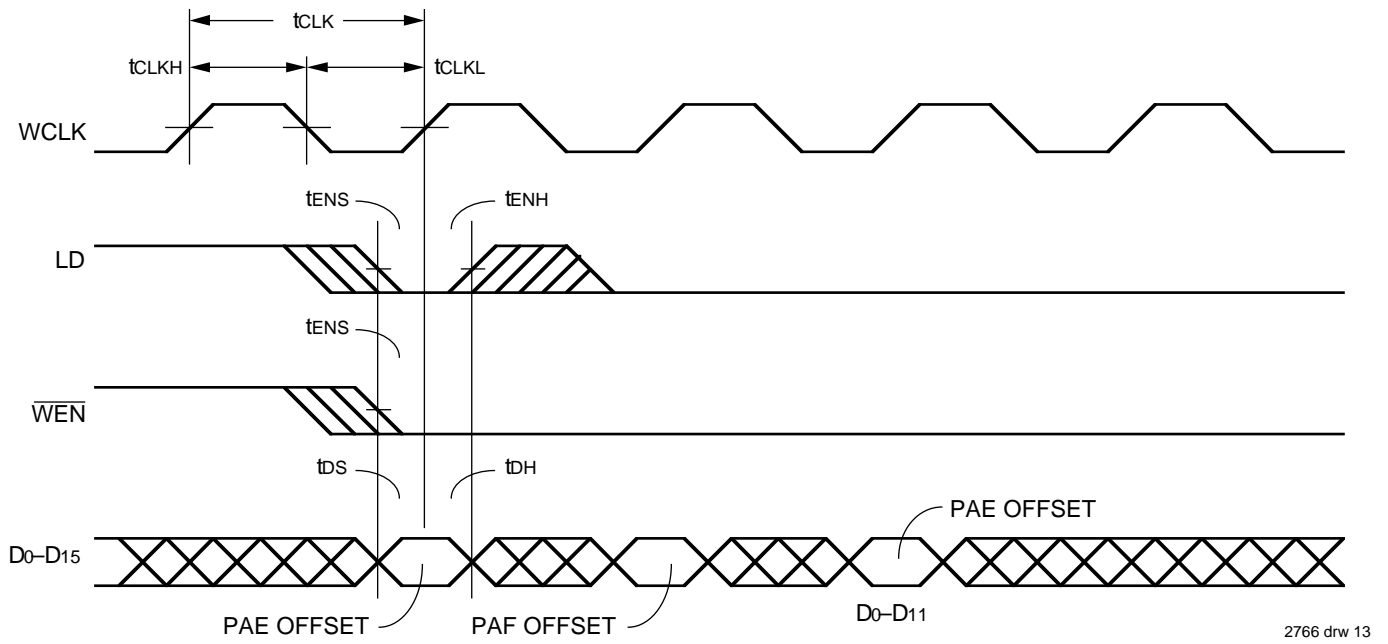 tCLK
tCLKH
tCLKL
WCLK
tENS
tENH
LD
tENS
WEN
tDS
tDH
PAE OFFSET
D0–D15
D0–D11
PAE OFFSET
PAF OFFSET
2766 drw 13